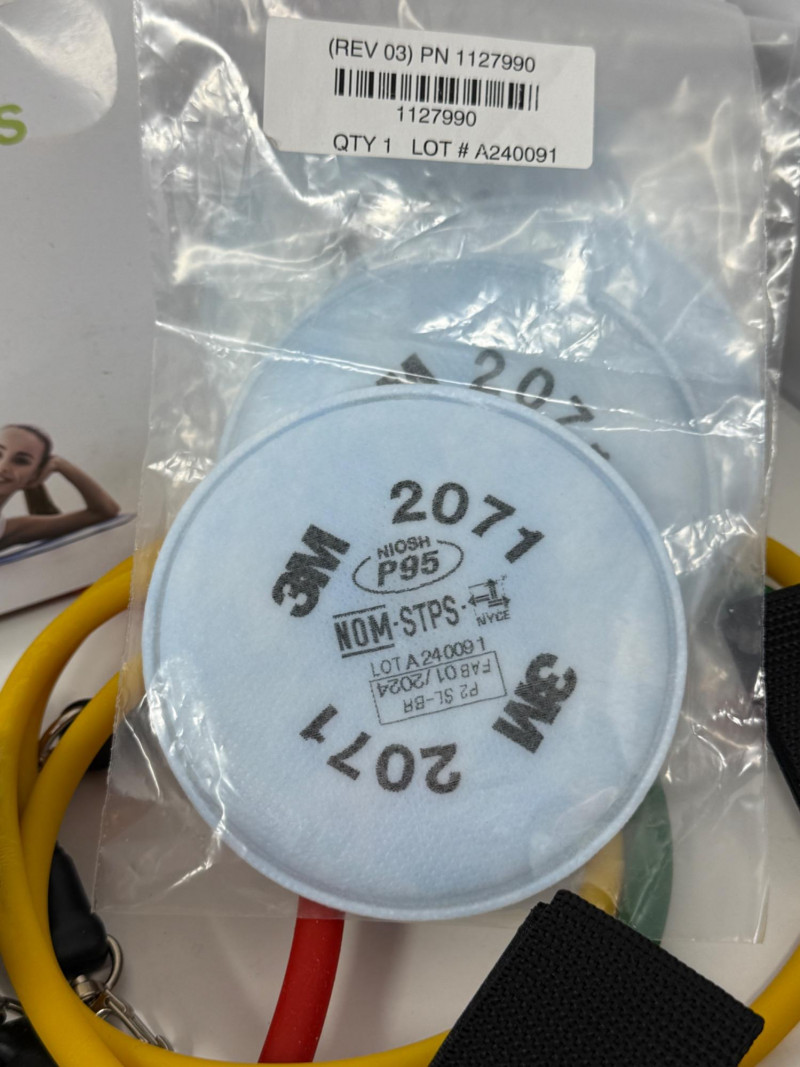 (REV 03) PN 1127990
1127990
QTY 1 LOT # A240091
s
2071
2071
3M
NIOSH
P95
NOM-STPS-
NYCE
LOT A240091
P2 SL-BR
FAB 01/2024
3M
2071